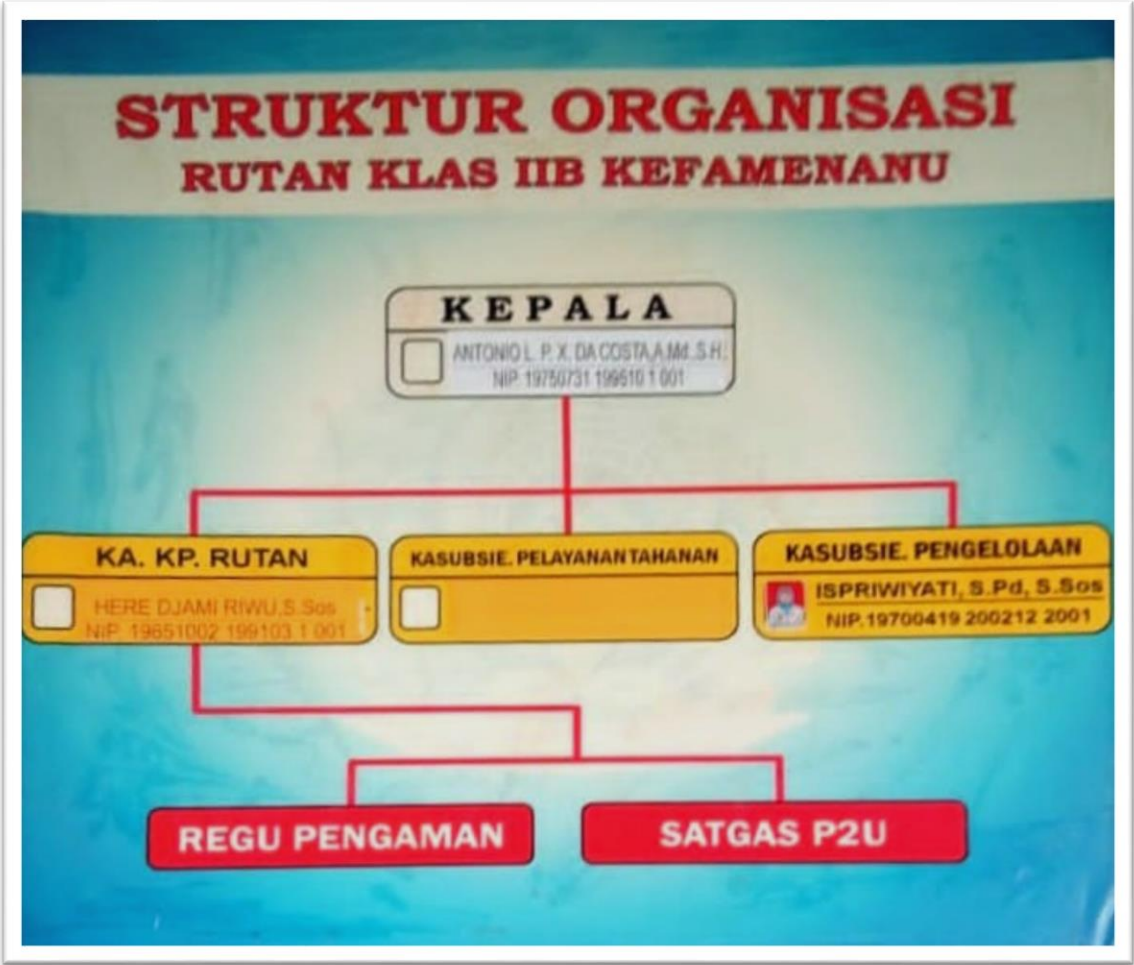 STRUKTUR ORGANISASI
RUTAN KLAS IIB KEFAMENANU
KEPALA
ANTONIO L. P. X. DA COSTA,A.Md.,S.H.
NIP. 19750731 199610 1 001
KA. KP. RUTAN
HERE DJAMI RIWU,S.Sos
NIP. 19651002 199103 1 001
KASUBSIE. PELAYANAN TAHANAN
KASUBSIE. PENGELOLAAN
ISPRIWIYATI, S.Pd, S.Sos
NIP.19700419 200212 2001
REGU PENGAMAN
SATGAS P2U